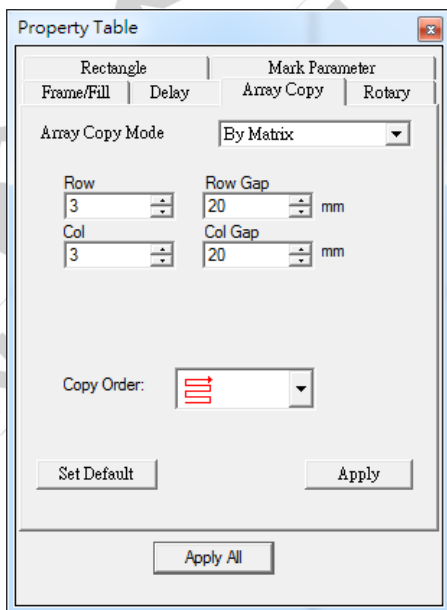 Property Table
Rectangle Mark Parameter
Frame/Fill Delay Array Copy Rotary
Array Copy Mode By Matrix
Row Row Gap
3 20 mm
Col Col Gap
3 20 mm
Copy Order:
Set Default Apply
Apply All